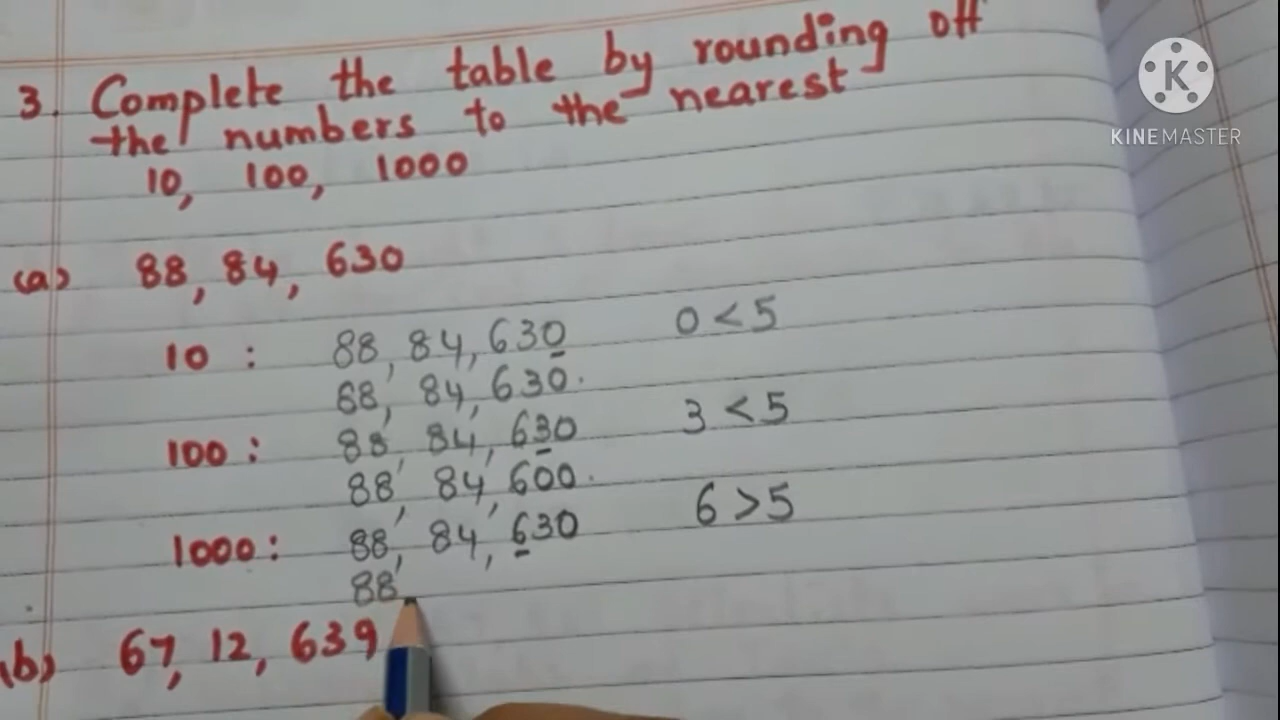 3. Complete the table by rounding off
the numbers to the nearest
10, 100, 1000
KINEMASTER
(a) 88, 84, 630
10 : 88, 84, 630 0 < 5
88, 84, 630.
100 : 88, 84, 630 3 < 5
88, 84, 600.
1000 : 88, 84, 630 6 > 5
88,
(b) 67, 12, 639